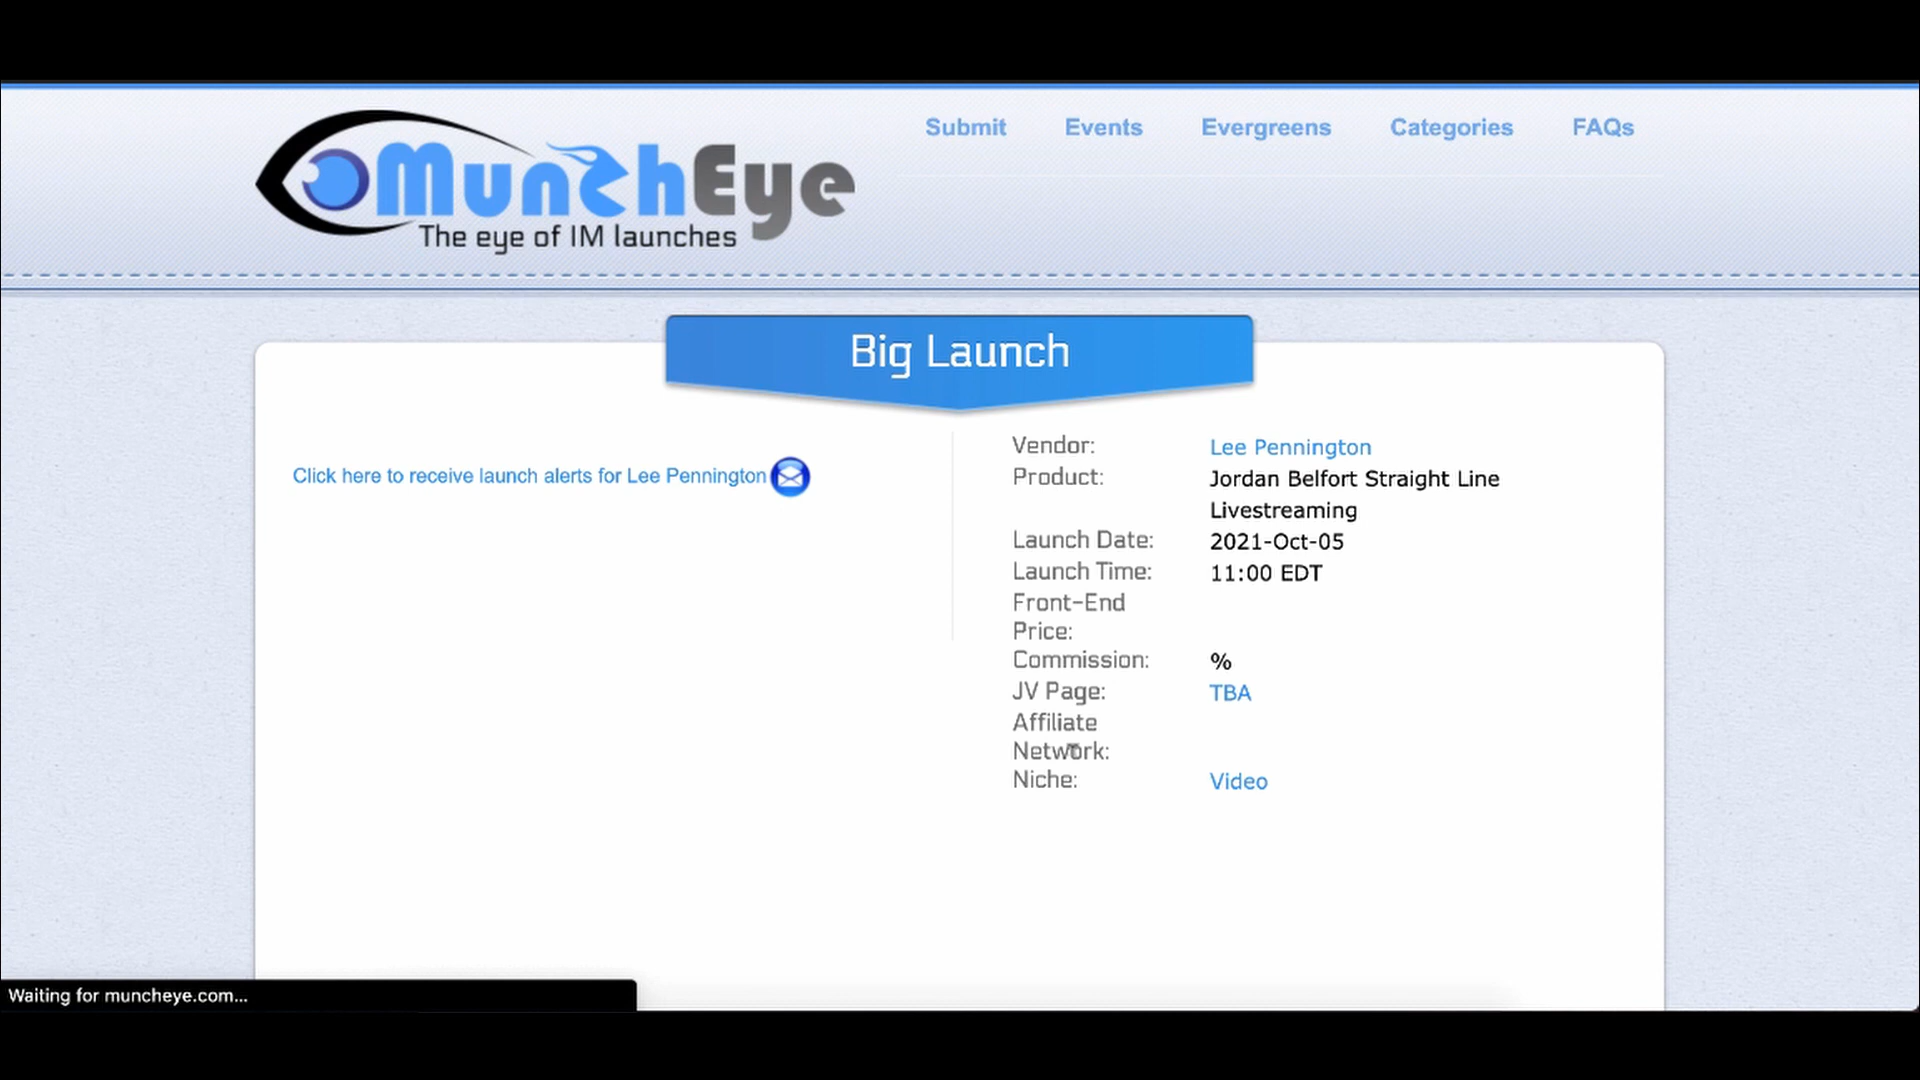 Submit Events Evergreens Categories FAQs
MunchEye
The eye of IM launches
Big Launch
Click here to receive launch alerts for Lee Pennington
Vendor: Lee Pennington
Product: Jordan Belfort Straight Line
Livestreaming
Launch Date: 2021-Oct-05
Launch Time: 11:00 EDT
Front-End
Price:
Commission: %
JV Page: TBA
Affiliate
Network:
Niche: Video
Waiting for muncheye.com...